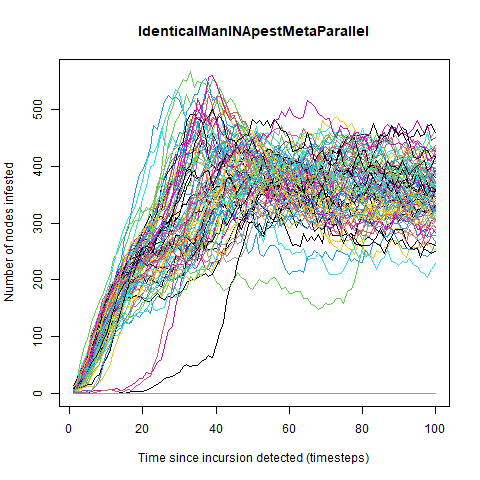 IdenticalManINApestMetaParallel
Number of nodes infested
500
400
300
200
100
0
0 20 40 60 80 100
Time since incursion detected (timesteps)